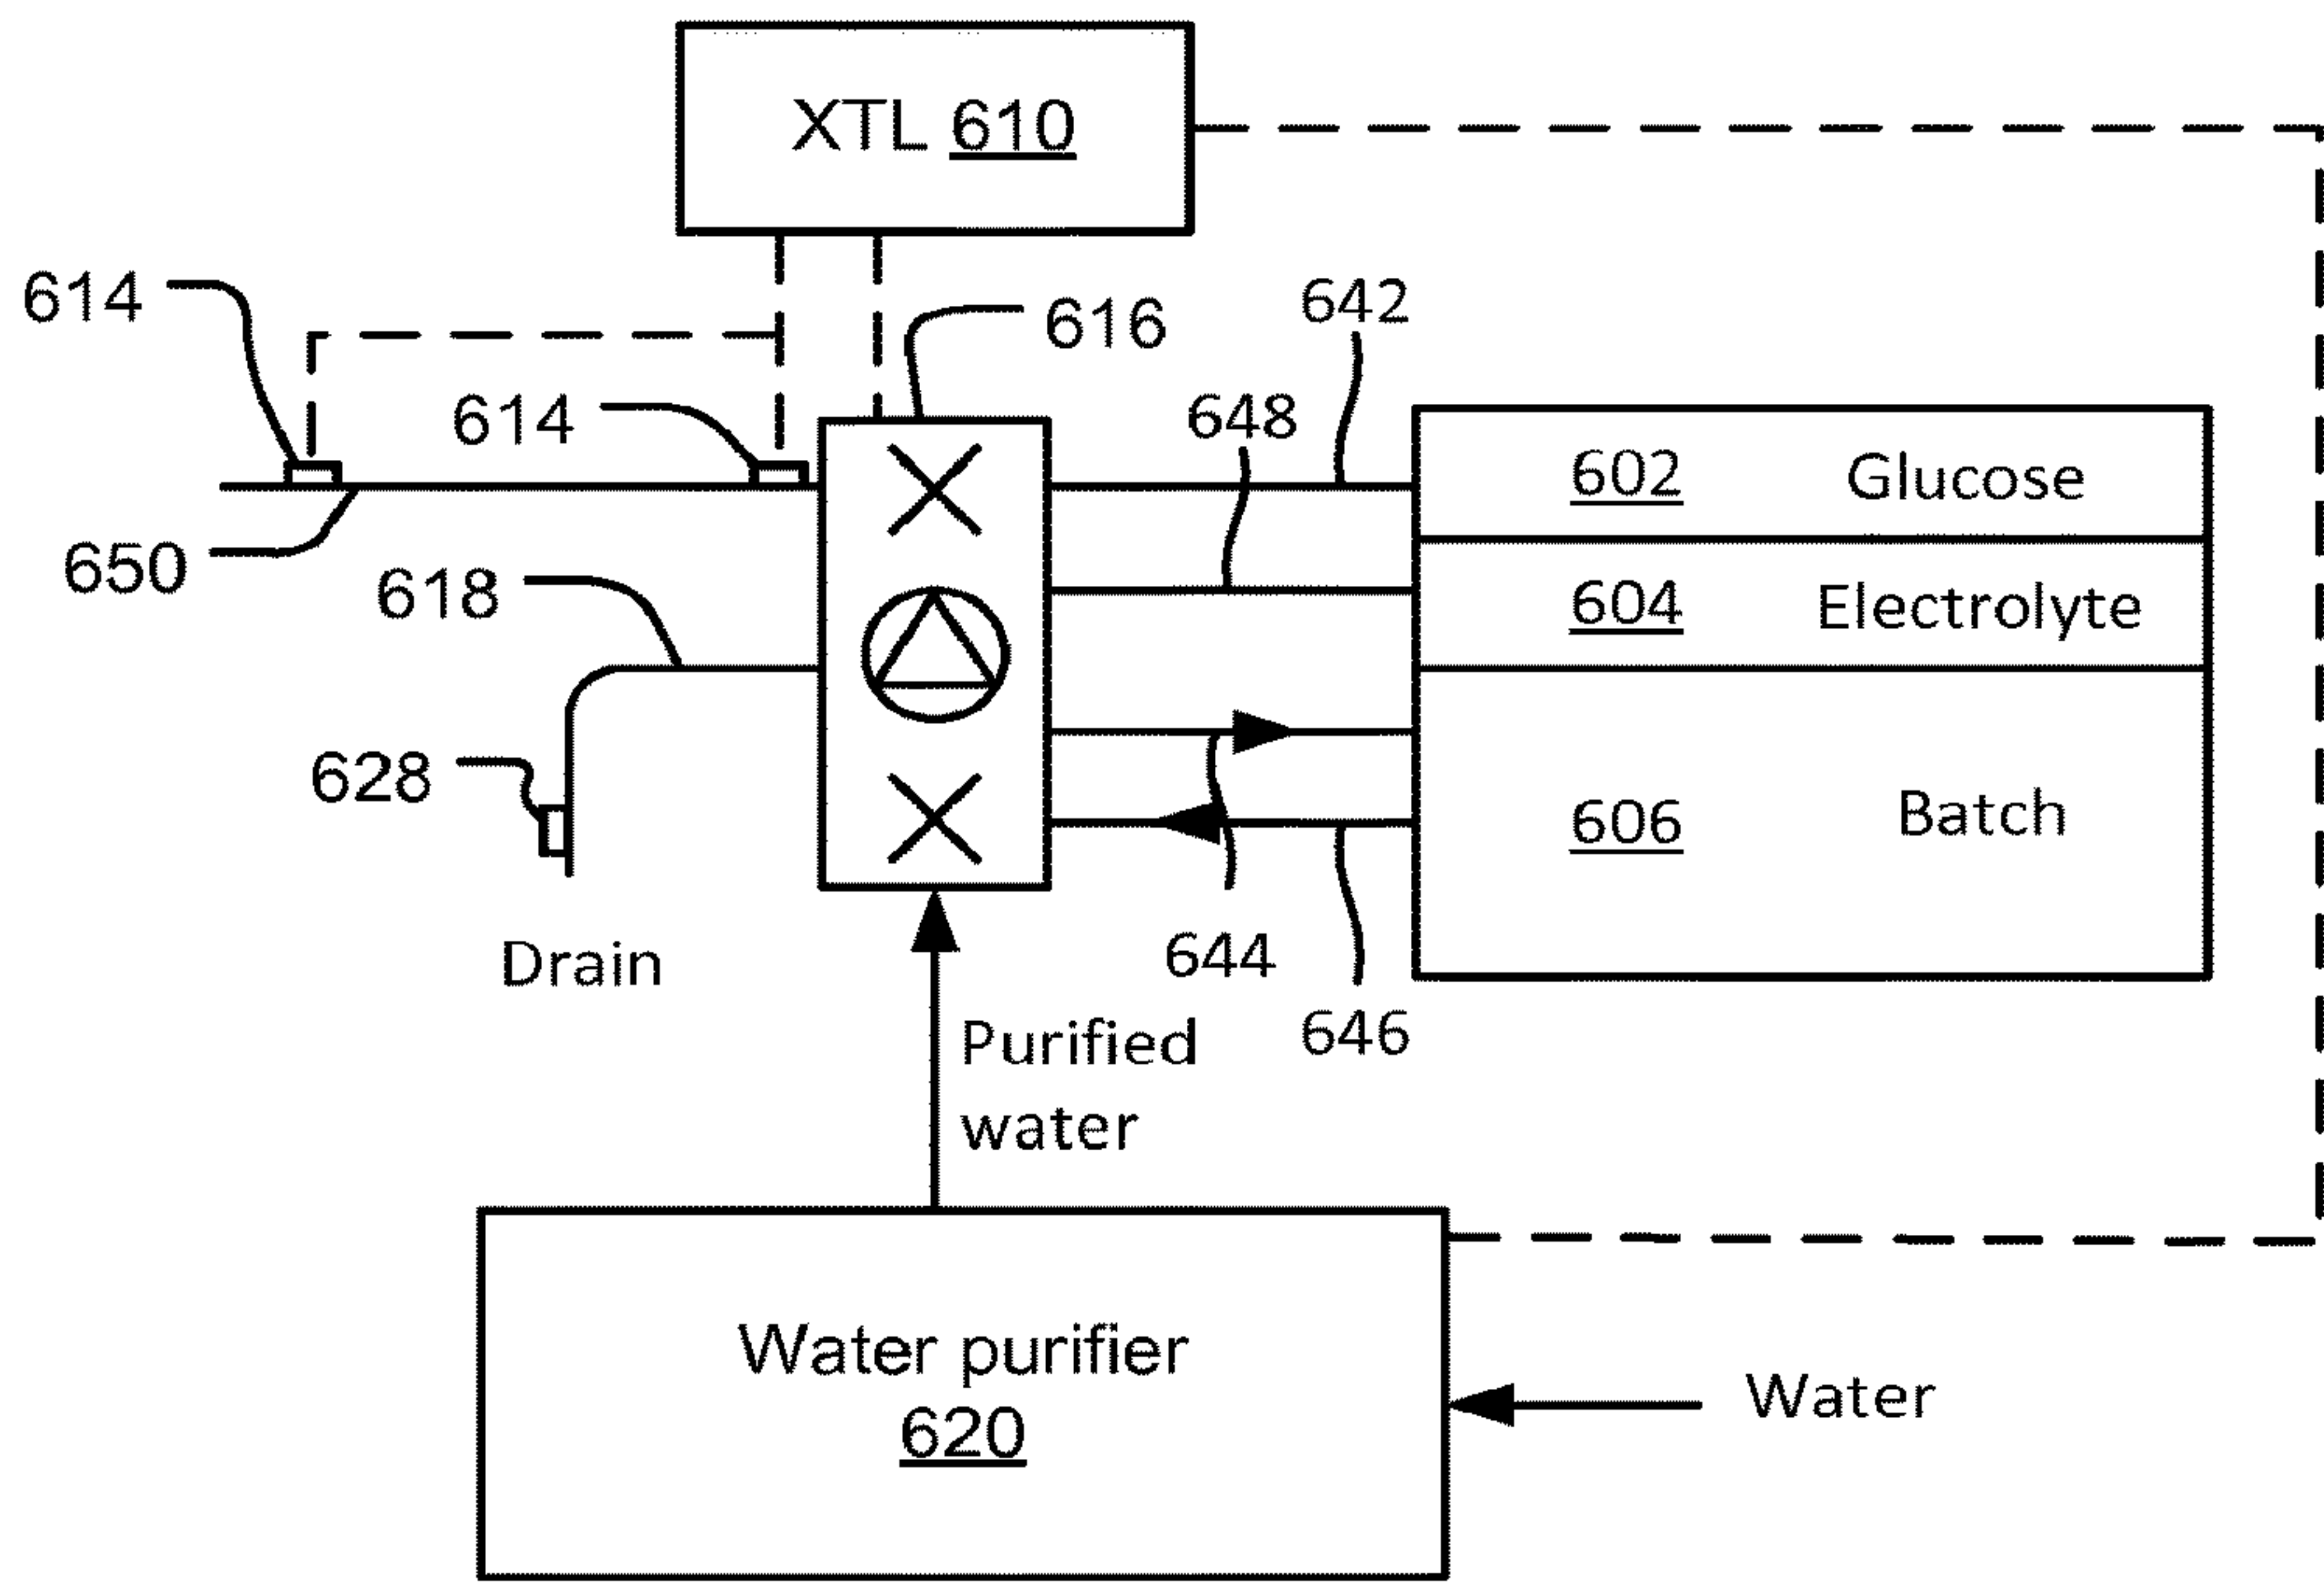 XTL 610
614
616
642
614
648
602 Glucose
650
618
604 Electrolyte
628
606 Batch
Drain
644
646
Purified
water
Water purifier
620
Water